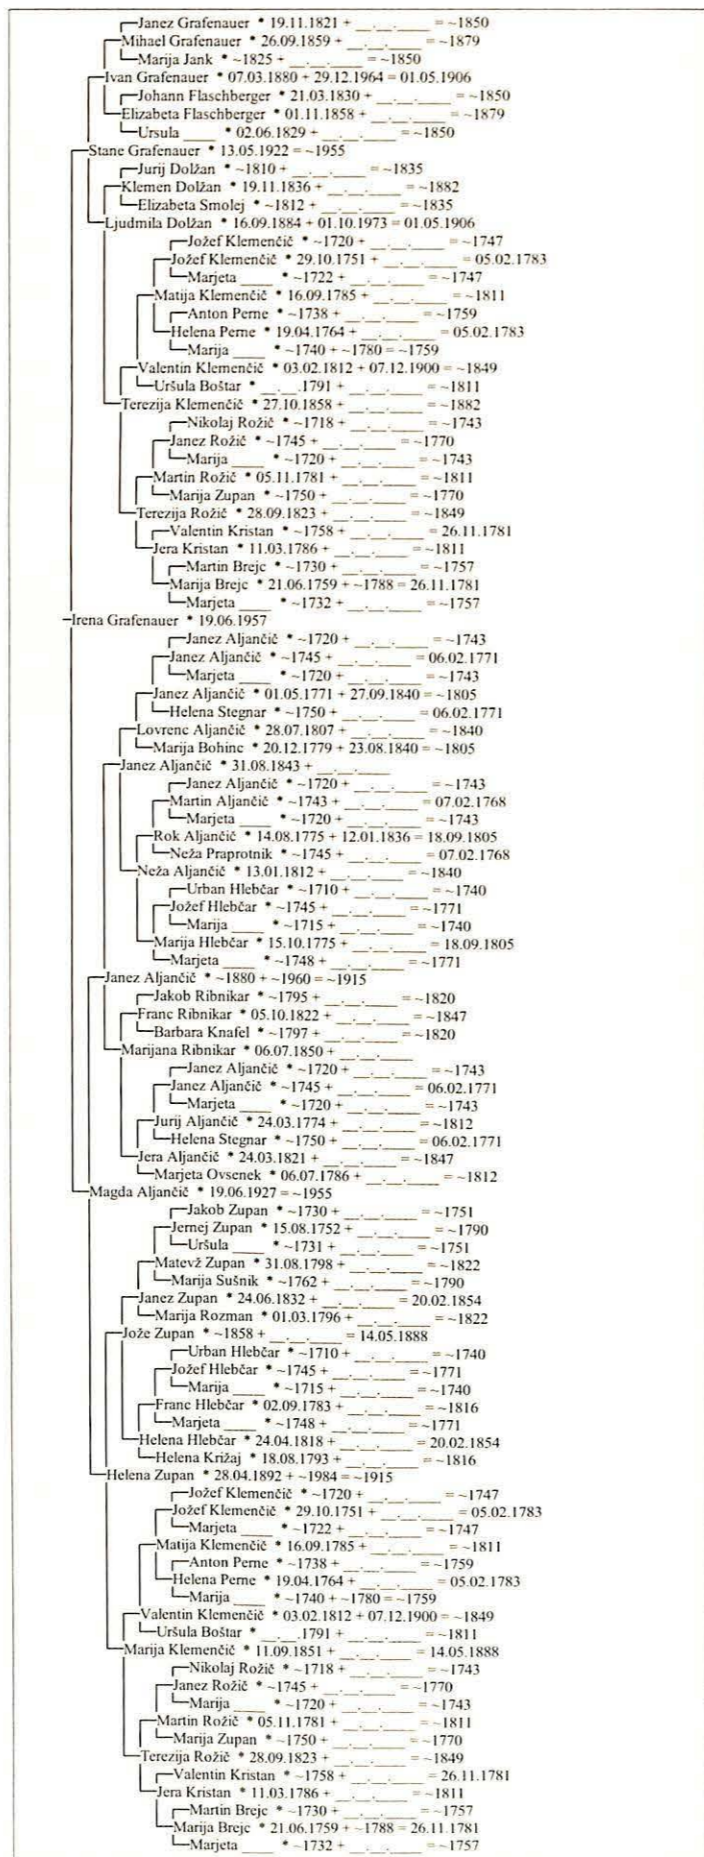 Janez Grafenauer * 19.11.1821 + __.__.____ = ~1850
Mihael Grafenauer * 26.09.1859 + __.__.____ = ~1879
Marija Jank * ~1825 + __.__.____ = ~1850
Ivan Grafenauer * 07.03.1880 + 29.12.1964 = 01.05.1906
Johann Flaschberger * 21.03.1830 + __.__.____ = ~1850
Elizabeta Flaschberger * 01.11.1858 + __.__.____ = ~1879
Ursula ____ * 02.06.1829 + __.__.____ = ~1850
Stane Grafenauer * 13.05.1922 = ~1955
Jurij Dolžan * ~1810 + __.__.____ = ~1835
Klemen Dolžan * 19.11.1836 + __.__.____ = ~1882
Elizabeta Smolej * ~1812 + __.__.____ = ~1835
Ljudmila Dolžan * 16.09.1884 + 01.10.1973 = 01.05.1906
Jožef Klemenčič * ~1720 + __.__.____ = ~1747
Jožef Klemenčič * 29.10.1751 + __.__.____ = 05.02.1783
Marjeta ____ * ~1722 + __.__.____ = ~1747
Matija Klemenčič * 16.09.1785 + __.__.____ = ~1811
Anton Perne * ~1738 + __.__.____ = ~1759
Helena Perne * 19.04.1764 + __.__.____ = 05.02.1783
Marija ____ * ~1740 + ~1780 = ~1759
Valentin Klemenčič * 03.02.1812 + 07.12.1900 = ~1849
Uršula Boštar * __.__.1791 + __.__.____ = ~1811
Terezija Klemenčič * 27.10.1858 + __.__.____ = ~1882
Nikolaj Rožič * ~1718 + __.__.____ = ~1743
Janez Rožič * ~1745 + __.__.____ = ~1770
Marija ____ * ~1720 + __.__.____ = ~1743
Martin Rožič * 05.11.1781 + __.__.____ = ~1811
Marija Zupan * ~1750 + __.__.____ = ~1770
Terezija Rožič * 28.09.1823 + __.__.____ = ~1849
Valentin Kristan * ~1758 + __.__.____ = 26.11.1781
Jera Kristan * 11.03.1786 + __.__.____ = ~1811
Martin Brejc * ~1730 + __.__.____ = ~1757
Marija Brejc * 21.06.1759 + ~1788 = 26.11.1781
Marjeta ____ * ~1732 + __.__.____ = ~1757
Irena Grafenauer * 19.06.1957
Janez Aljančič * ~1720 + __.__.____ = ~1743
Janez Aljančič * ~1745 + __.__.____ = 06.02.1771
Marjeta ____ * ~1720 + __.__.____ = ~1743
Janez Aljančič * 01.05.1771 + 27.09.1840 = ~1805
Helena Stegnar * ~1750 + __.__.____ = 06.02.1771
Lovrenc Aljančič * 28.07.1807 + __.__.____ = ~1840
Marija Bohinc * 20.12.1779 + 23.08.1840 = ~1805
Janez Aljančič * 31.08.1843 + __.__.____
Janez Aljančič * ~1720 + __.__.____ = ~1743
Martin Aljančič * ~1743 + __.__.____ = 07.02.1768
Marjeta ____ * ~1720 + __.__.____ = ~1743
Rok Aljančič * 14.08.1775 + 12.01.1836 = 18.09.1805
Neža Praprotnik * ~1745 + __.__.____ = 07.02.1768
Neža Aljančič * 13.01.1812 + __.__.____ = ~1840
Urban Hlebčar * ~1710 + __.__.____ = ~1740
Jožef Hlebčar * ~1745 + __.__.____ = ~1771
Marija ____ * ~1715 + __.__.____ = ~1740
Marija Hlebčar * 15.10.1775 + __.__.____ = 18.09.1805
Marjeta ____ * ~1748 + __.__.____ = ~1771
Janez Aljančič * ~1880 + ~1960 = ~1915
Jakob Ribnikar * ~1795 + __.__.____ = ~1820
Franc Ribnikar * 05.10.1822 + __.__.____ = ~1847
Barbara Knafel * ~1797 + __.__.____ = ~1820
Marijana Ribnikar * 06.07.1850 + __.__.____
Janez Aljančič * ~1720 + __.__.____ = ~1743
Janez Aljančič * ~1745 + __.__.____ = 06.02.1771
Marjeta ____ * ~1720 + __.__.____ = ~1743
Jurij Aljančič * 24.03.1774 + __.__.____ = ~1812
Helena Stegnar * ~1750 + __.__.____ = 06.02.1771
Jera Aljančič * 24.03.1821 + __.__.____ = ~1847
Marjeta Ovsenek * 06.07.1786 + __.__.____ = ~1812
Magda Aljančič * 19.06.1927 = ~1955
Jakob Zupan * ~1730 + __.__.____ = ~1751
Jernej Zupan * 15.08.1752 + __.__.____ = ~1790
Uršula ____ * ~1731 + __.__.____ = ~1751
Matevž Zupan * 31.08.1798 + __.__.____ = ~1822
Marija Sušnik * ~1762 + __.__.____ = ~1790
Janez Zupan * 24.06.1832 + __.__.____ = 20.02.1854
Marija Rozman * 01.03.1796 + __.__.____ = ~1822
Jože Zupan * ~1858 + __.__.____ = 14.05.1888
Urban Hlebčar * ~1710 + __.__.____ = ~1740
Jožef Hlebčar * ~1745 + __.__.____ = ~1771
Marija ____ * ~1715 + __.__.____ = ~1740
Franc Hlebčar * 02.09.1783 + __.__.____ = ~1816
Marjeta ____ * ~1748 + __.__.____ = ~1771
Helena Hlebčar * 24.04.1818 + __.__.____ = 20.02.1854
Helena Križaj * 18.08.1793 + __.__.____ = ~1816
Helena Zupan * 28.04.1892 + ~1984 = ~1915
Jožef Klemenčič * ~1720 + __.__.____ = ~1747
Jožef Klemenčič * 29.10.1751 + __.__.____ = 05.02.1783
Marjeta ____ * ~1722 + __.__.____ = ~1747
Matija Klemenčič * 16.09.1785 + __.__.____ = ~1811
Anton Perne * ~1738 + __.__.____ = ~1759
Helena Perne * 19.04.1764 + __.__.____ = 05.02.1783
Marija ____ * ~1740 + ~1780 = ~1759
Valentin Klemenčič * 03.02.1812 + 07.12.1900 = ~1849
Uršula Boštar * __.__.1791 + __.__.____ = ~1811
Marija Klemenčič * 11.09.1851 + __.__.____ = 14.05.1888
Nikolaj Rožič * ~1718 + __.__.____ = ~1743
Janez Rožič * ~1745 + __.__.____ = ~1770
Marija ____ * ~1720 + __.__.____ = ~1743
Martin Rožič * 05.11.1781 + __.__.____ = ~1811
Marija Zupan * ~1750 + __.__.____ = ~1770
Terezija Rožič * 28.09.1823 + __.__.____ = ~1849
Valentin Kristan * ~1758 + __.__.____ = 26.11.1781
Jera Kristan * 11.03.1786 + __.__.____ = ~1811
Martin Brejc * ~1730 + __.__.____ = ~1757
Marija Brejc * 21.06.1759 + ~1788 = 26.11.1781
Marjeta ____ * ~1732 + __.__.____ = ~1757